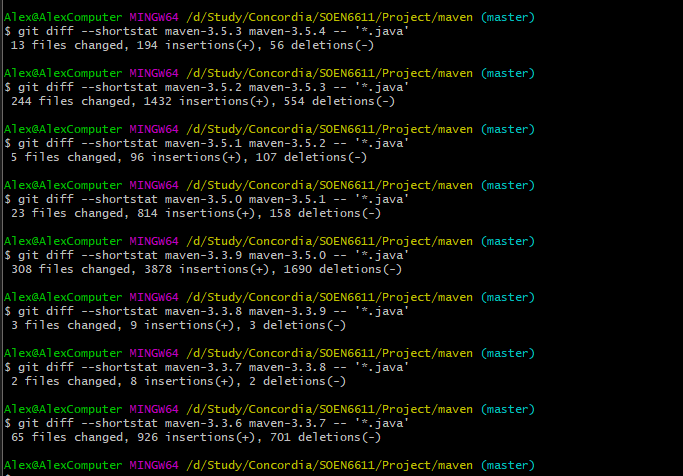 Alex@AlexComputer MINGW64 /d/Study/Concordia/SOEN6611/Project/maven (master)
$ git diff --shortstat maven-3.5.3 maven-3.5.4 -- '*.java'
13 files changed, 194 insertions(+), 56 deletions(-)
Alex@AlexComputer MINGW64 /d/Study/Concordia/SOEN6611/Project/maven (master)
$ git diff --shortstat maven-3.5.2 maven-3.5.3 -- '*.java'
244 files changed, 1432 insertions(+), 554 deletions(-)
Alex@AlexComputer MINGW64 /d/Study/Concordia/SOEN6611/Project/maven (master)
$ git diff --shortstat maven-3.5.1 maven-3.5.2 -- '*.java'
5 files changed, 96 insertions(+), 107 deletions(-)
Alex@AlexComputer MINGW64 /d/Study/Concordia/SOEN6611/Project/maven (master)
$ git diff --shortstat maven-3.5.0 maven-3.5.1 -- '*.java'
23 files changed, 814 insertions(+), 158 deletions(-)
Alex@AlexComputer MINGW64 /d/Study/Concordia/SOEN6611/Project/maven (master)
$ git diff --shortstat maven-3.3.9 maven-3.5.0 -- '*.java'
308 files changed, 3878 insertions(+), 1690 deletions(-)
Alex@AlexComputer MINGW64 /d/Study/Concordia/SOEN6611/Project/maven (master)
$ git diff --shortstat maven-3.3.8 maven-3.3.9 -- '*.java'
3 files changed, 9 insertions(+), 3 deletions(-)
Alex@AlexComputer MINGW64 /d/Study/Concordia/SOEN6611/Project/maven (master)
$ git diff --shortstat maven-3.3.7 maven-3.3.8 -- '*.java'
2 files changed, 8 insertions(+), 2 deletions(-)
Alex@AlexComputer MINGW64 /d/Study/Concordia/SOEN6611/Project/maven (master)
$ git diff --shortstat maven-3.3.6 maven-3.3.7 -- '*.java'
65 files changed, 926 insertions(+), 701 deletions(-)
Alex@AlexComputer MINGW64 /d/Study/Concordia/SOEN6611/Project/maven (master)